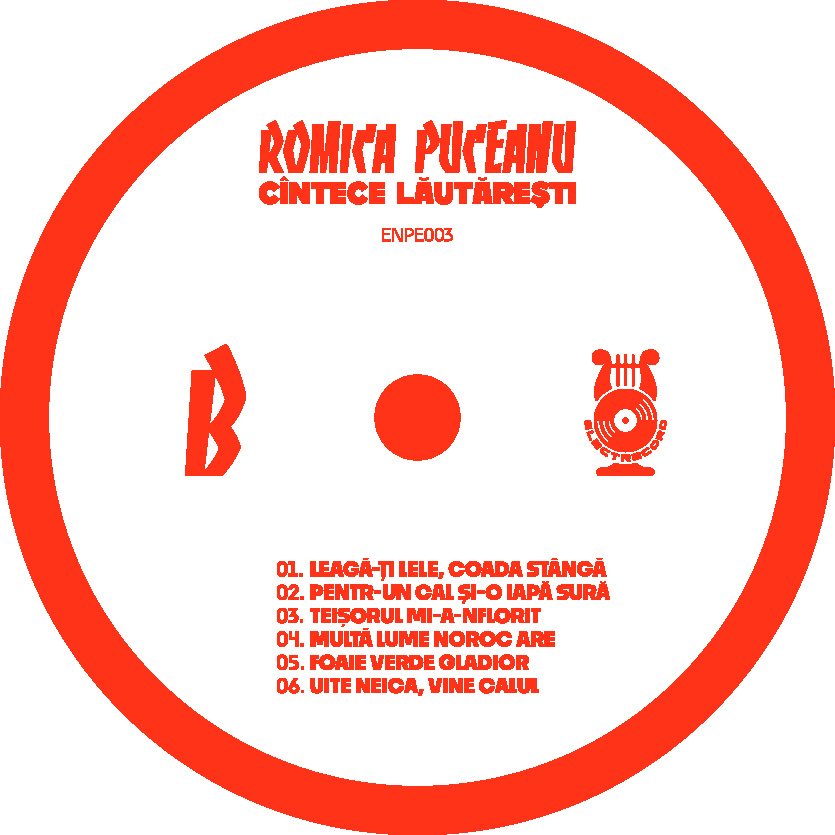 ROMICA PUCEANU
CÎNTECE LĂUTĂREȘTI
ENPE003
B
ELECTRECORD
01. LEAGĂ-ȚI LELE, COADA STÂNGĂ
02. PENTR-UN CAL ȘI-O IAPĂ SURĂ
03. TEIȘORUL MI-A-NFLORIT
04. MULTĂ LUME NOROC ARE
05. FOAIE VERDE GLADIOR
06. UITE NEICA, VINE CALUL